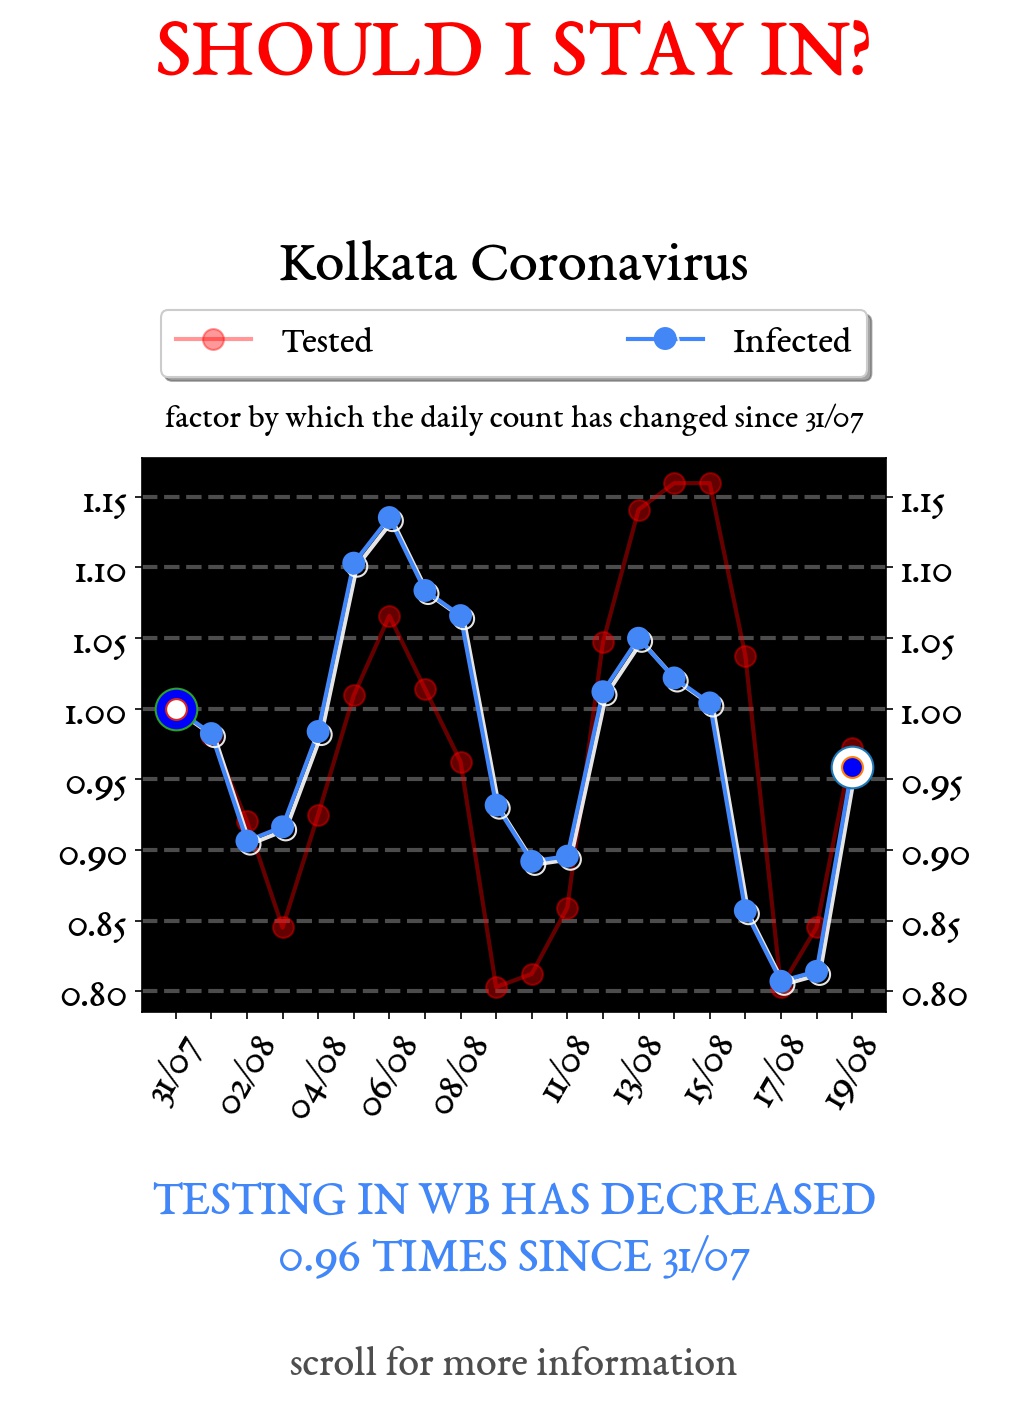 SHOULD I STAY IN?
Kolkata Coronavirus
Tested Infected
factor by which the daily count has changed since 31/07
1.15 1.15
1.10 1.10
1.05 1.05
1.00 1.00
0.95 0.95
0.90 0.90
0.85 0.85
0.80 0.80
31/07 02/08 04/08 06/08 08/08 11/08 13/08 15/08 17/08 19/08
TESTING IN WB HAS DECREASED
0.96 TIMES SINCE 31/07
scroll for more information